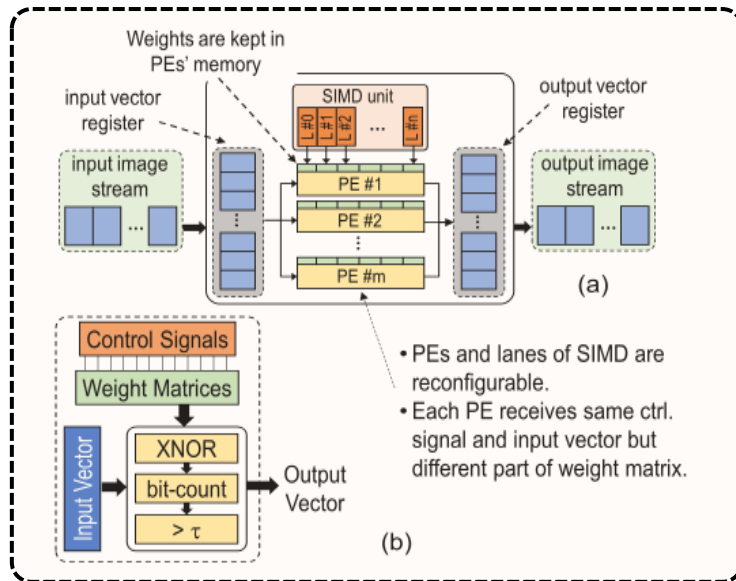 Weights are kept in
PEs' memory
input vector
register
SIMD unit
output vector
register
L #0
L #1
L #2
...
L #n
input image
stream
...
PE #1
PE #2
PE #m
output image
stream
...
(a)
Control Signals
Weight Matrices
Input Vector
XNOR
bit-count
> τ
Output
Vector
• PEs and lanes of SIMD are
reconfigurable.
• Each PE receives same ctrl.
signal and input vector but
different part of weight matrix.
(b)